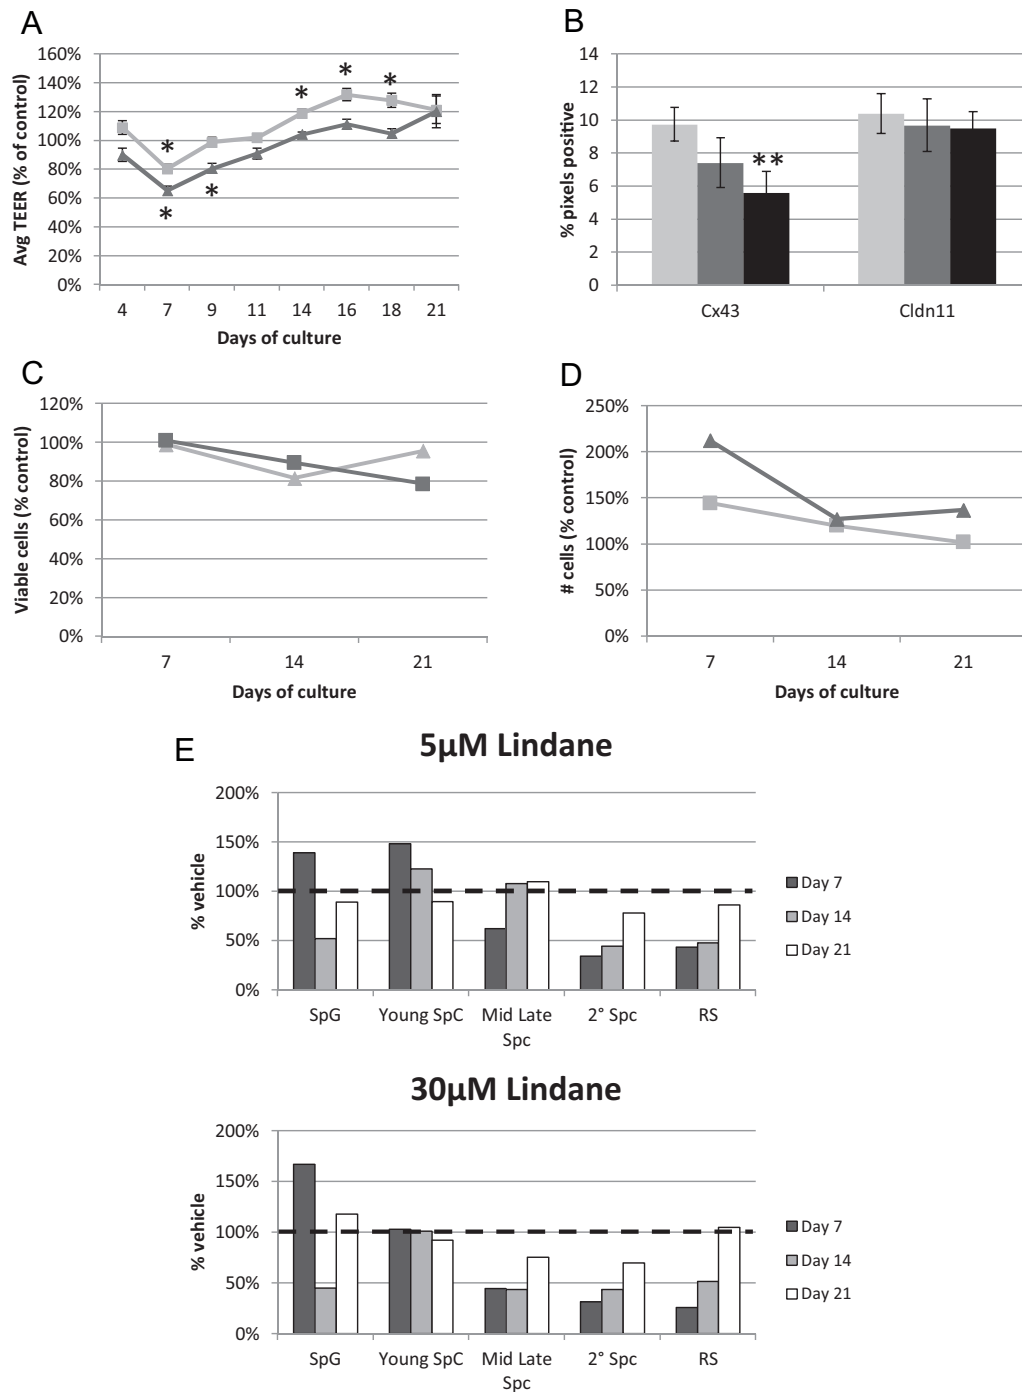 A
160%
140%
120%
100%
80%
60%
40%
20%
0%
Avg TEER (% of control)
*
*
*
*
*
*
4 7 9 11 14 16 18 21
Days of culture
B
14
12
10
8
6
4
2
0
% pixels positive
**
Cx43 Cldn11
C
120%
100%
80%
60%
40%
20%
0%
Viable cells (% control)
7 14 21
Days of culture
D
250%
200%
150%
100%
50%
0%
# cells (% control)
7 14 21
Days of culture
E
5µM Lindane
200%
150%
100%
50%
0%
% vehicle
SpG Young SpC Mid Late 2° Spc RS
Spc
Day 7
Day 14
Day 21
30µM Lindane
200%
150%
100%
50%
0%
% vehicle
SpG Young SpC Mid Late 2° Spc RS
Spc
Day 7
Day 14
Day 21